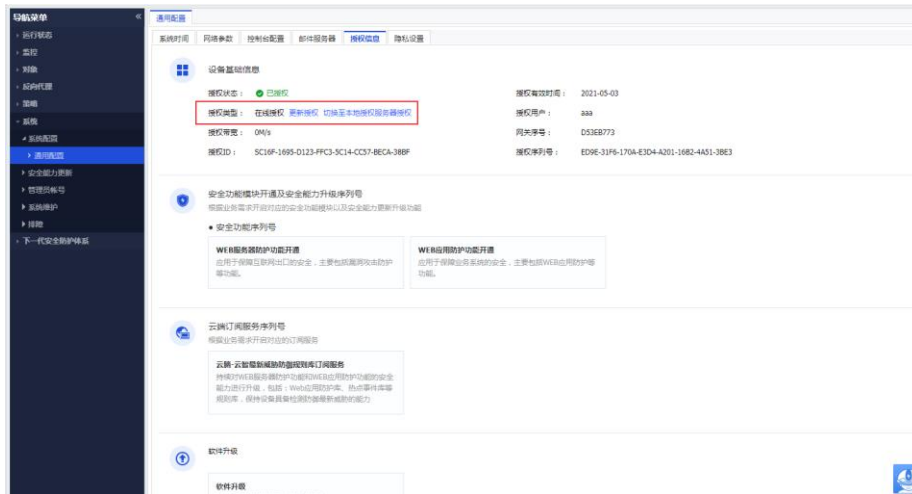 导航菜单
运行状态
监控
对象
反向代理
策略
系统
系统配置
通用配置
安全能力更新
管理员帐号
系统维护
排障
下一代安全防护体系
通用配置
系统时间 网络参数 控制台配置 邮件服务器 授权信息 隐私设置
设备基础信息
授权状态： 已授权 授权有效时间： 2021-05-03
授权类型： 在线授权 更新授权 切换至本地授权服务器授权 授权用户： aaa
授权带宽： 0M/s 网关序号： D53EB773
授权ID： SC16F-1695-D123-FFC3-5C14-CC57-BECA-38BF 授权序列号： ED9E-31F6-170A-E3D4-A201-16B2-4A51-3BE3
安全功能模块开通及安全能力升级序列号
根据业务需求开启对应的安全功能模块以及安全能力更新升级功能
• 安全功能序列号
WEB服务器防护功能开通 WEB应用防护功能开通
应用于保障互联网出口的安全，主要包括漏洞攻击防护 应用于保障业务系统的安全，主要包括WEB应用防护等
等功能。 功能。
云端订阅服务序列号
根据业务需求开启对应的订阅服务
云脑-云智最新威胁防御规则库订阅服务
持续对WEB服务器防护功能和WEB应用防护功能的安全
能力进行升级，包括：Web应用防护库、热点事件库等
规则库，保持设备具备检测防御最新威胁的能力
软件升级
软件升级